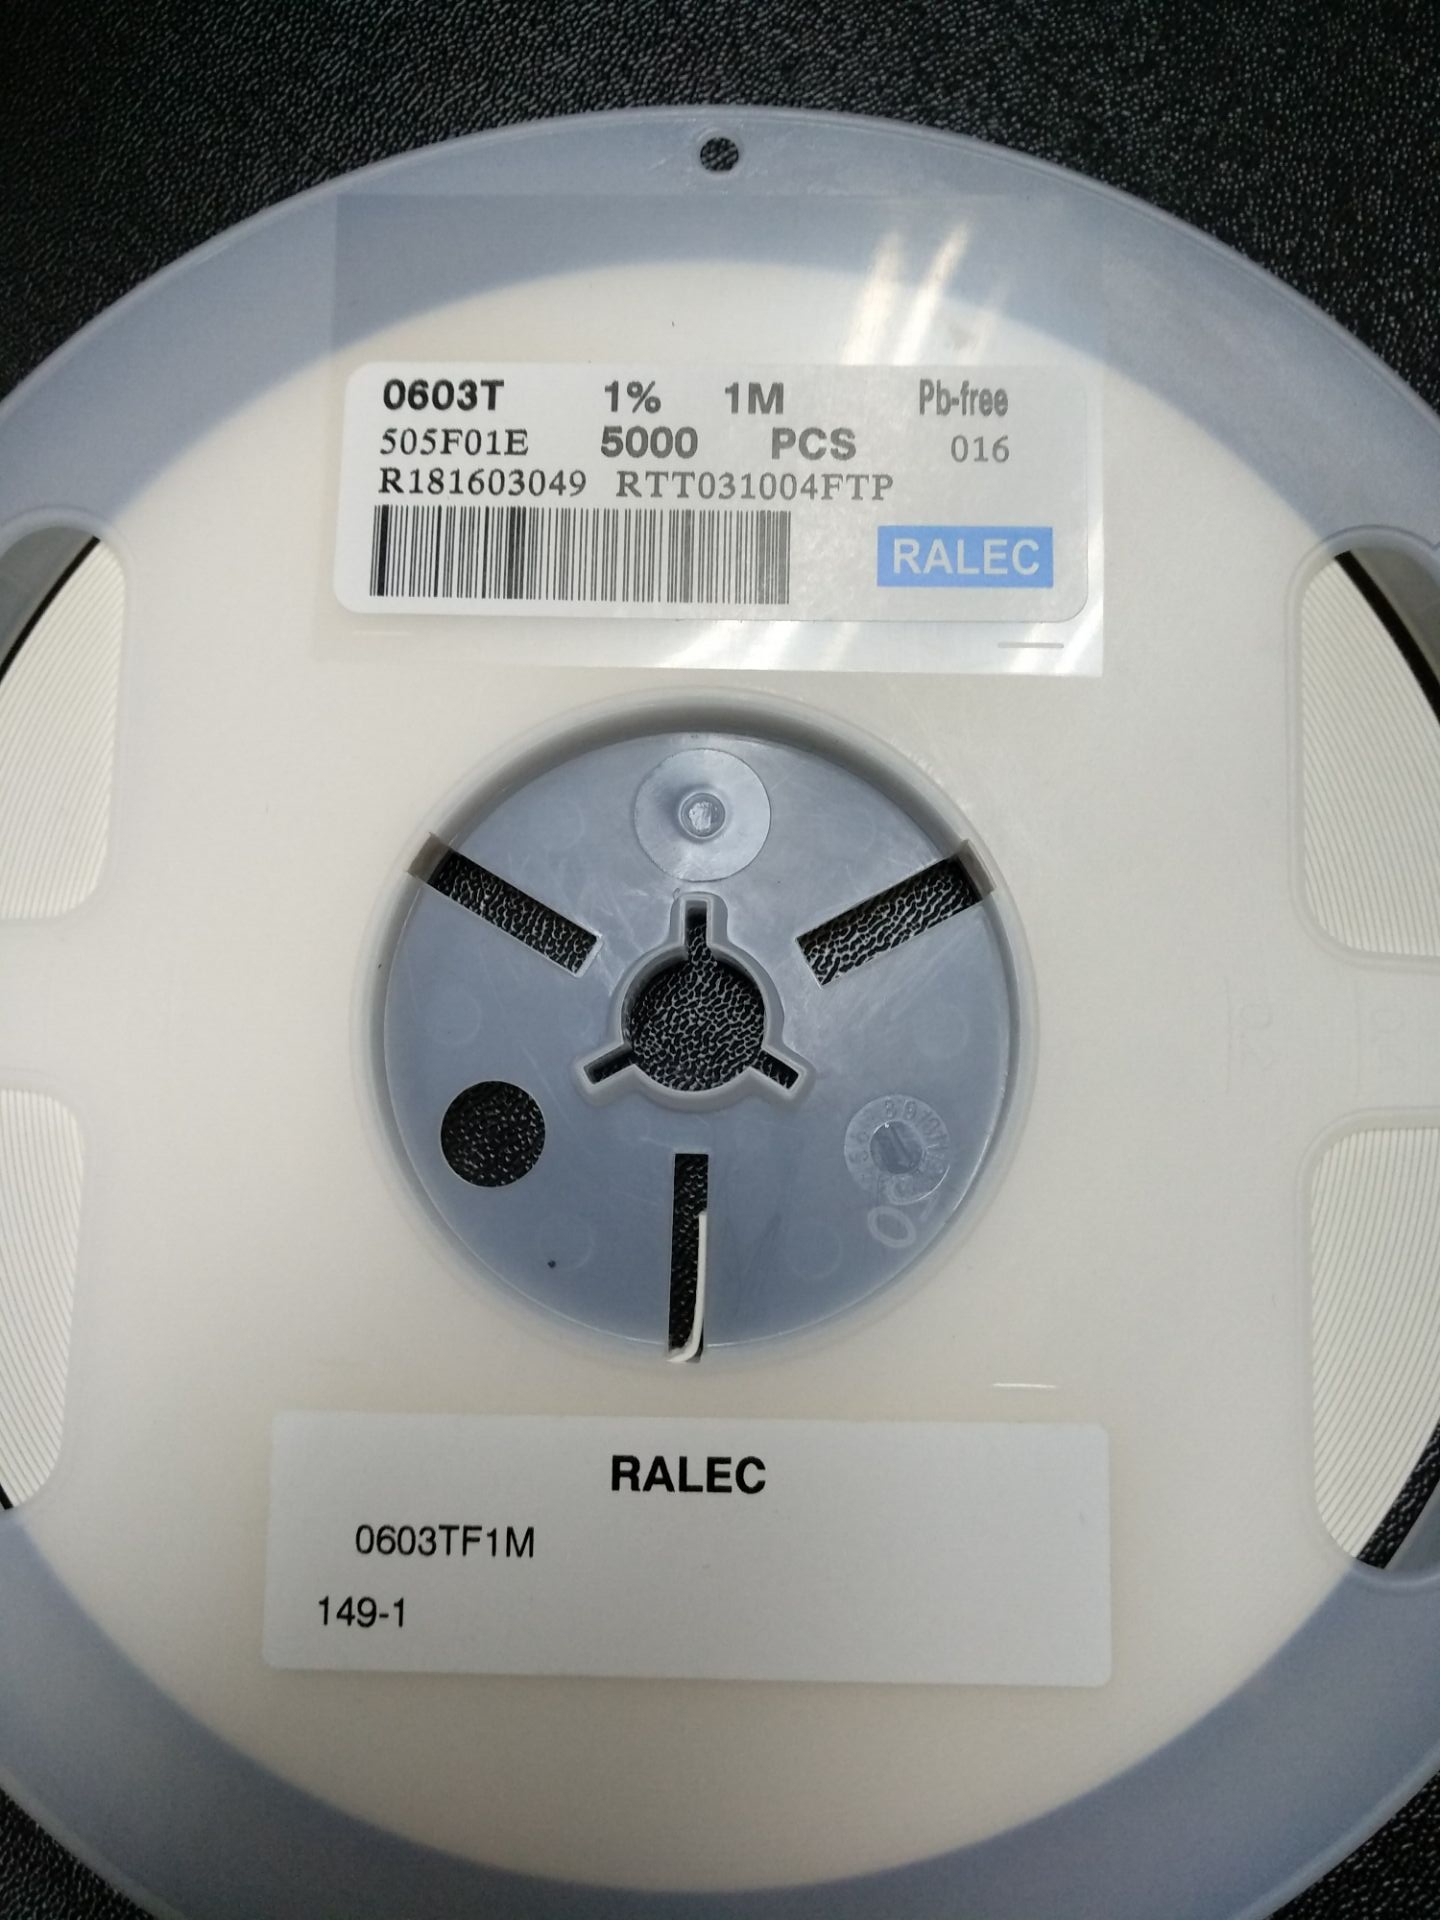 0603T 1% 1M Pb-free
505F01E 5000 PCS 016
R181603049 RTT031004FTP
RALEC
RALEC
0603TF1M
149-1